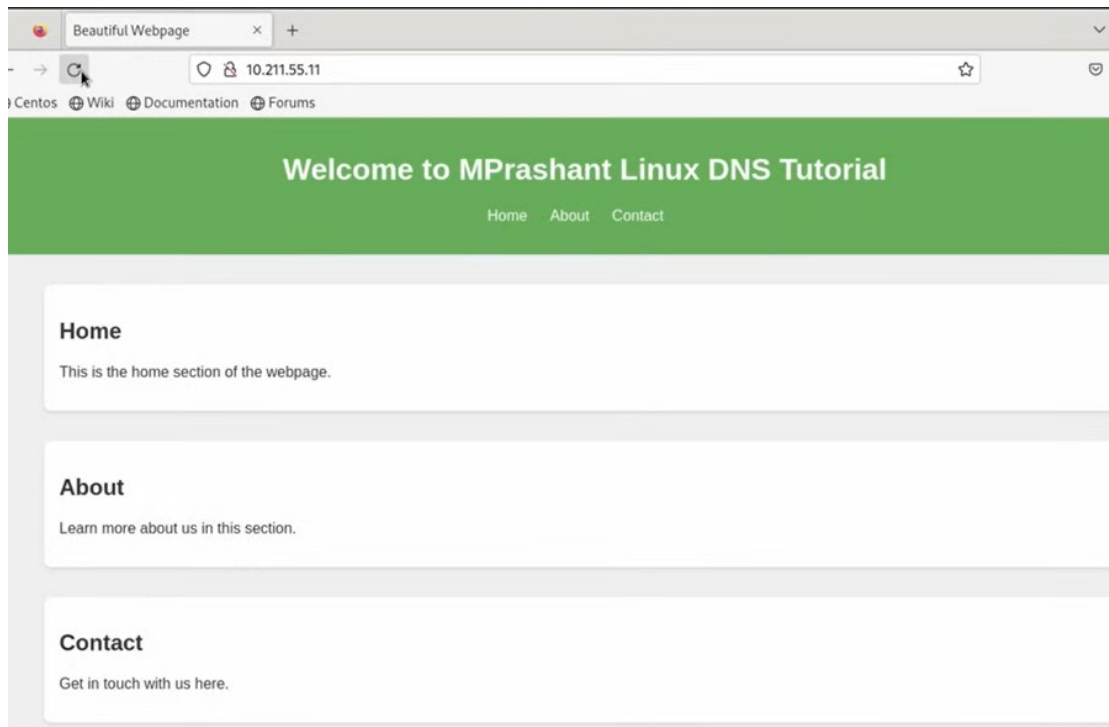 Beautiful Webpage
10.211.55.11
Centos Wiki Documentation Forums
Welcome to MPrashant Linux DNS Tutorial
Home About Contact
Home
This is the home section of the webpage.
About
Learn more about us in this section.
Contact
Get in touch with us here.